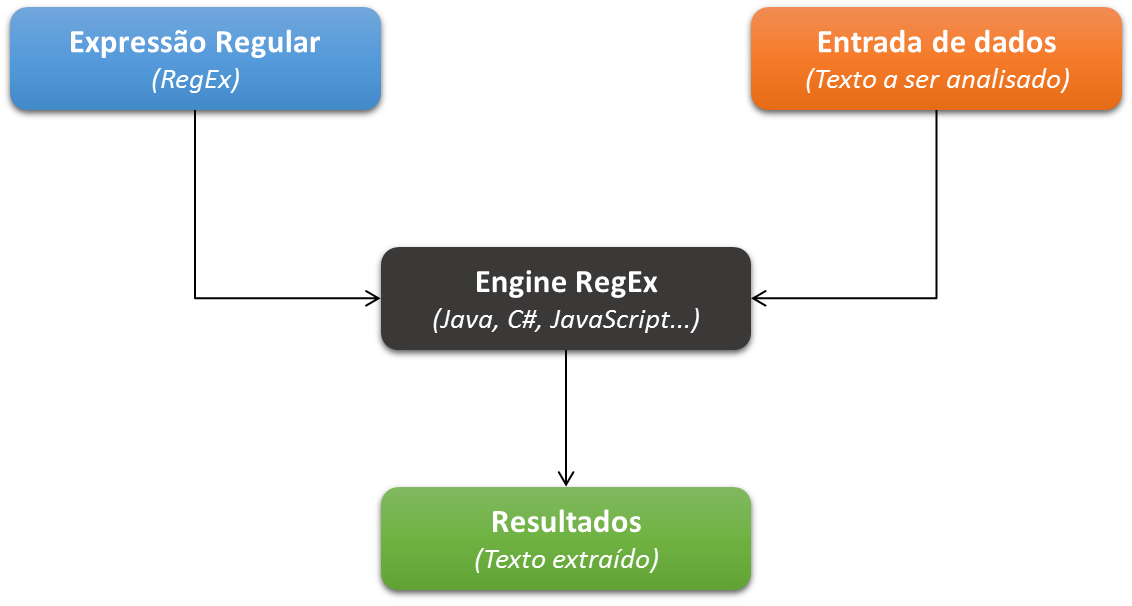 Expressão Regular
(RegEx)
Entrada de dados
(Texto a ser analisado)
Engine RegEx
(Java, C#, JavaScript...)
Resultados
(Texto extraído)